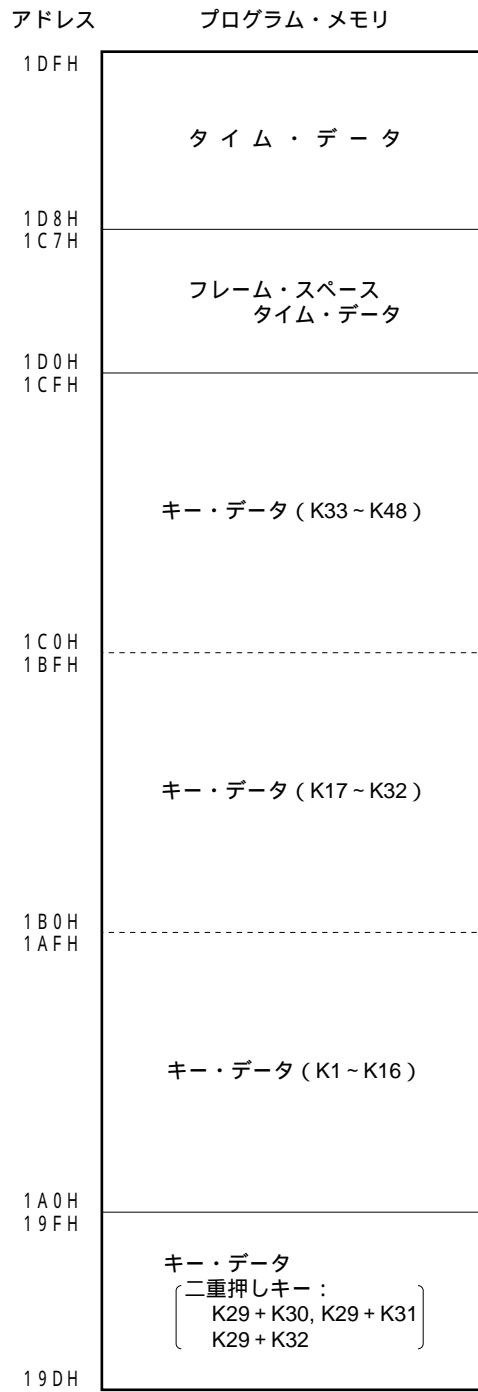 アドレス プログラム・メモリ
1DFH
タイム・データ
1D8H
1C7H
フレーム・スペース
タイム・データ
1D0H
1CFH
キー・データ(K33~K48)
1C0H
1BFH
キー・データ(K17~K32)
1B0H
1AFH
キー・データ(K1~K16)
1A0H
19FH
キー・データ
二重押しキー:
K29+K30, K29+K31
K29+K32
19DH